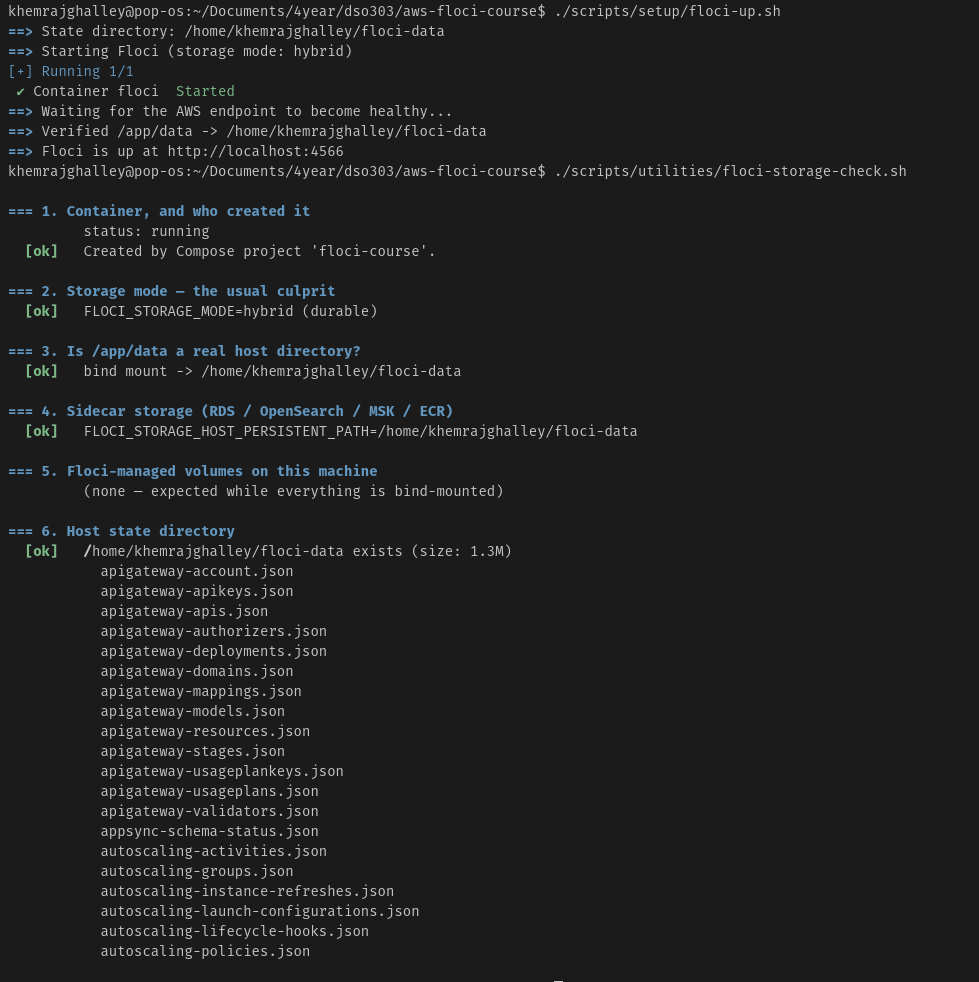 khemrajghalley@pop-os:~/Documents/4year/dso303/aws-floci-course$ ./scripts/setup/floci-up.sh
==> State directory: /home/khemrajghalley/floci-data
==> Starting Floci (storage mode: hybrid)
[+] Running 1/1
✔ Container floci  Started
==> Waiting for the AWS endpoint to become healthy...
==> Verified /app/data -> /home/khemrajghalley/floci-data
==> Floci is up at http://localhost:4566
khemrajghalley@pop-os:~/Documents/4year/dso303/aws-floci-course$ ./scripts/utilities/floci-storage-check.sh
=== 1. Container, and who created it
status: running
[ok] Created by Compose project 'floci-course'.
=== 2. Storage mode — the usual culprit
[ok] FLOCI_STORAGE_MODE=hybrid (durable)
=== 3. Is /app/data a real host directory?
[ok] bind mount -> /home/khemrajghalley/floci-data
=== 4. Sidecar storage (RDS / OpenSearch / MSK / ECR)
[ok] FLOCI_STORAGE_HOST_PERSISTENT_PATH=/home/khemrajghalley/floci-data
=== 5. Floci-managed volumes on this machine
(none — expected while everything is bind-mounted)
=== 6. Host state directory
[ok] /home/khemrajghalley/floci-data exists (size: 1.3M)
apigateway-account.json
apigateway-apikeys.json
apigateway-apis.json
apigateway-authorizers.json
apigateway-deployments.json
apigateway-domains.json
apigateway-mappings.json
apigateway-models.json
apigateway-resources.json
apigateway-stages.json
apigateway-usageplankeys.json
apigateway-usageplans.json
apigateway-validators.json
appsync-schema-status.json
autoscaling-activities.json
autoscaling-groups.json
autoscaling-instance-refreshes.json
autoscaling-launch-configurations.json
autoscaling-lifecycle-hooks.json
autoscaling-policies.json